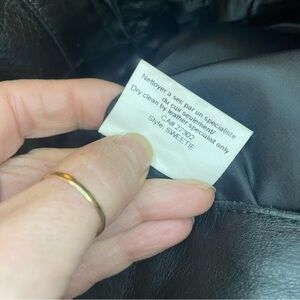 Nettoyer a sec par un spécialiste
du cuir seulement/
Dry clean by leather specialist only
CA# 27302
Style: SWEETIE